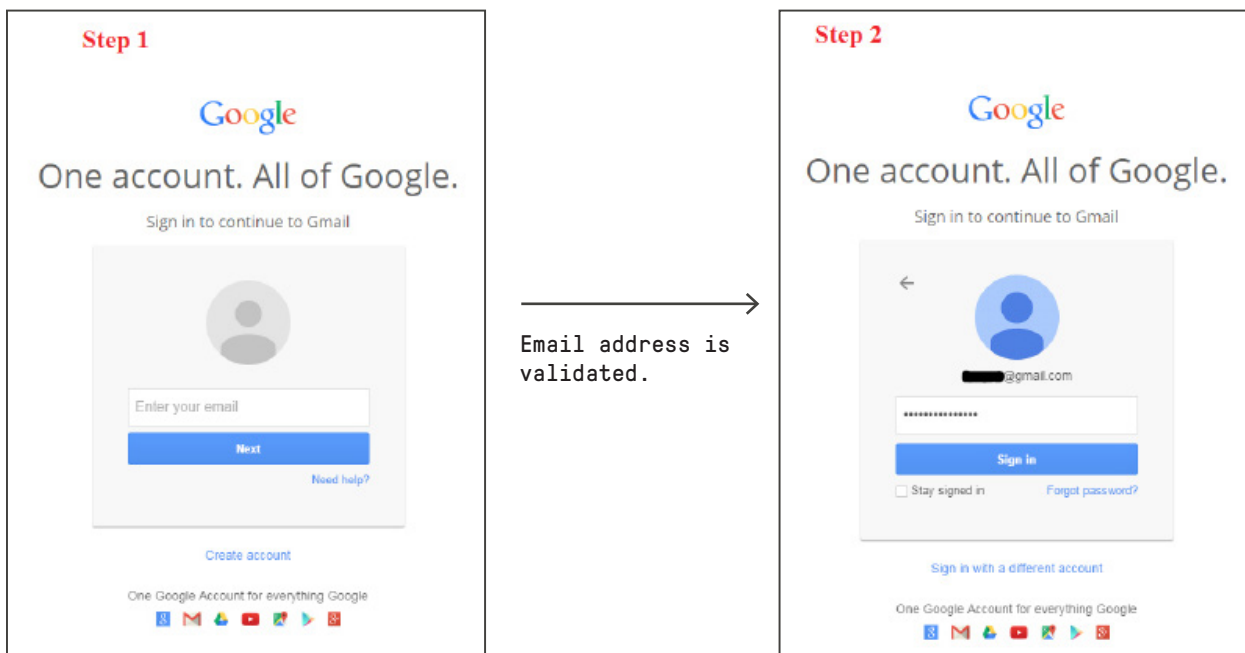 Step 1
Google
One account. All of Google.
Sign in to continue to Gmail
Enter your email
Next
Need help?
Create account
One Google Account for everything Google
Email address is
validated.
Step 2
Google
One account. All of Google.
Sign in to continue to Gmail
@gmail.com
Sign in
Stay signed in
Forgot password?
Sign in with a different account
One Google Account for everything Google